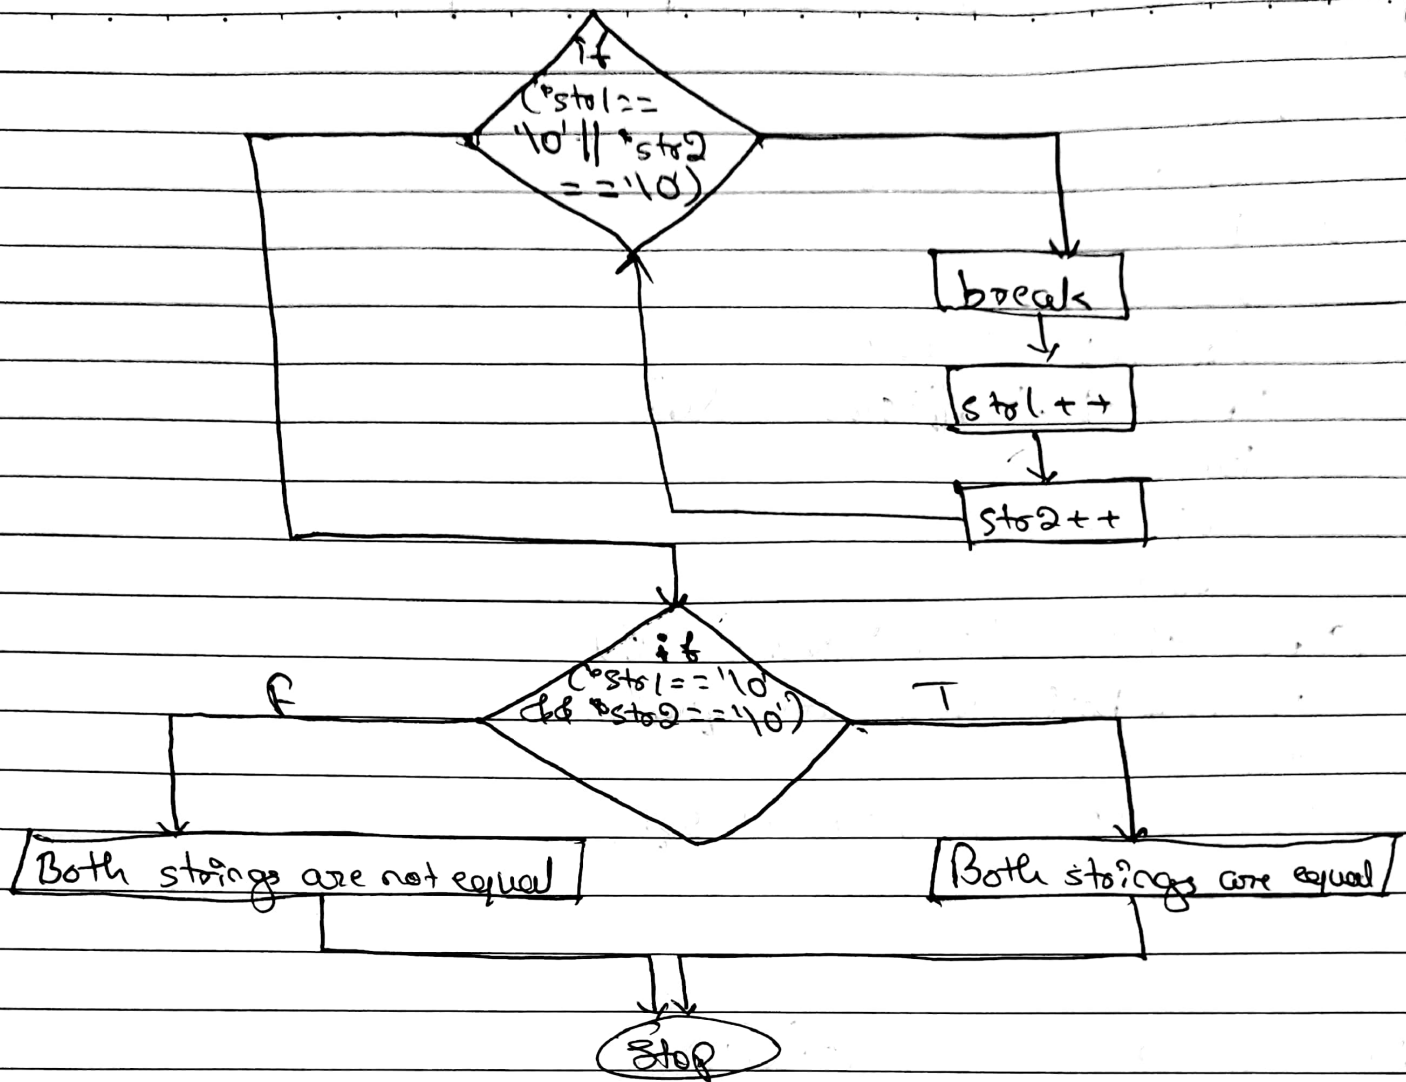 if
(*str1==
'\0' || *str2
=='\0)
break
str1++
str2++
if
(*str1=='\0'
&& *str2=='\0')
F
T
Both strings are not equal
Both strings are equal
Stop